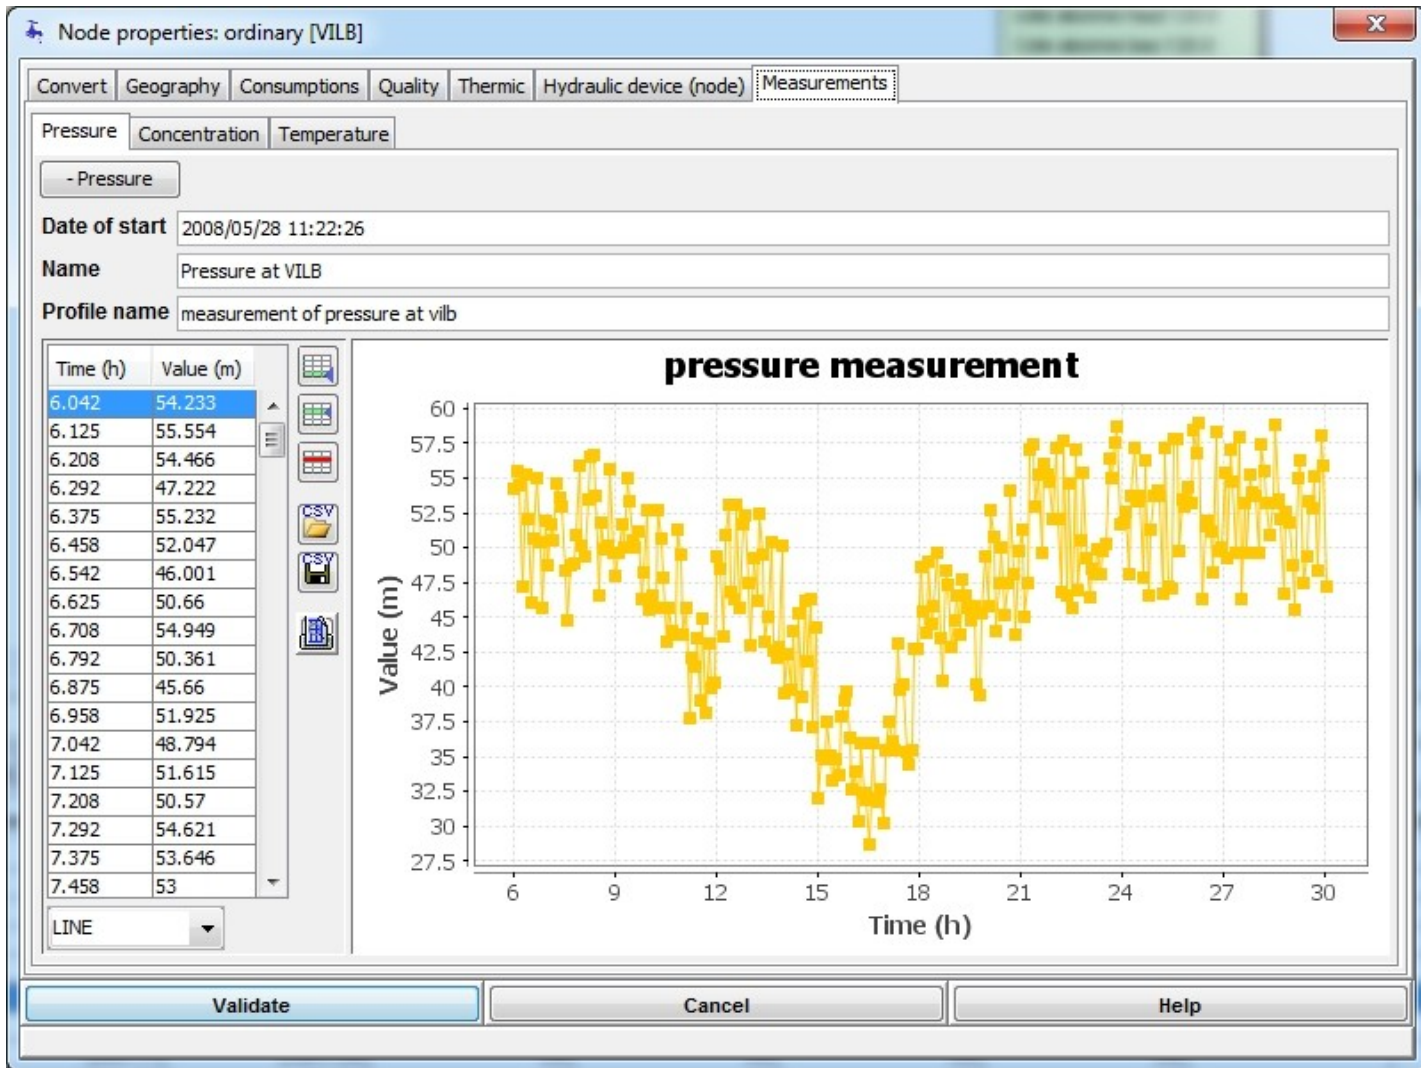 Node properties: ordinary [VILB]
Convert Geography Consumptions Quality Thermic Hydraulic device (node) Measurements
Pressure Concentration Temperature
- Pressure
Date of start 2008/05/28 11:22:26
Name Pressure at VILB
Profile name measurement of pressure at vilb
Time (h) Value (m)
6.042 54.233
6.125 55.554
6.208 54.466
6.292 47.222
6.375 55.232
6.458 52.047
6.542 46.001
6.625 50.66
6.708 54.949
6.792 50.361
6.875 45.66
6.958 51.925
7.042 48.794
7.125 51.615
7.208 50.57
7.292 54.621
7.375 53.646
7.458 53
LINE
CSV
CSV
pressure measurement
Value (m)
60
57.5
55
52.5
50
47.5
45
42.5
40
37.5
35
32.5
30
27.5
6 9 12 15 18 21 24 27 30
Time (h)
Validate Cancel Help